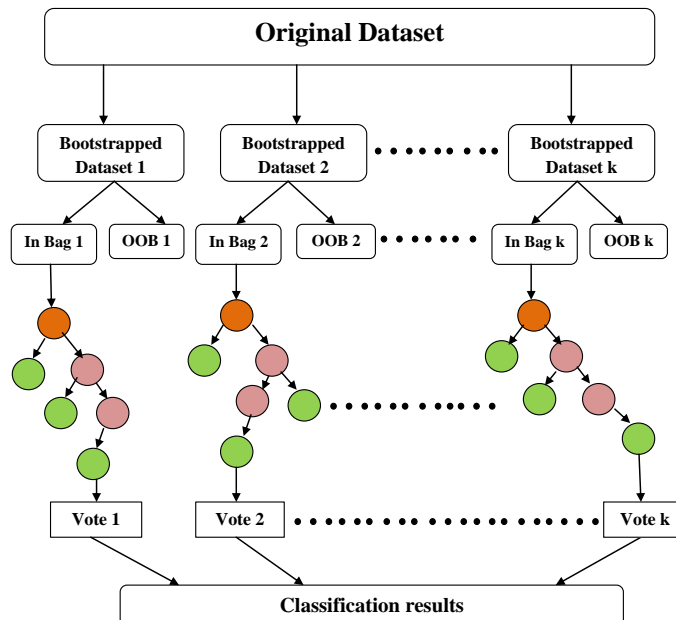 Original Dataset
Bootstrapped
Dataset 1
Bootstrapped
Dataset 2
Bootstrapped
Dataset k
In Bag 1
OOB 1
In Bag 2
OOB 2
In Bag k
OOB k
Vote 1
Vote 2
Vote k
Classification results